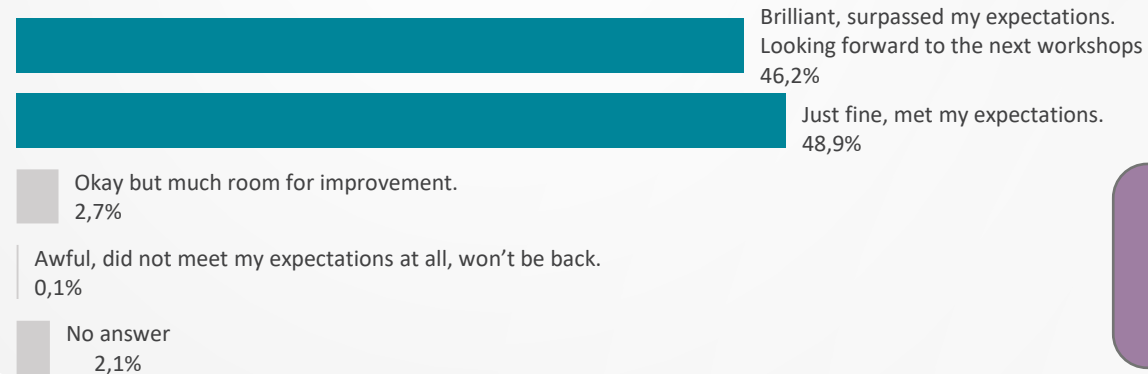 Brilliant, surpassed my expectations.
Looking forward to the next workshops
46,2%
Just fine, met my expectations.
48,9%
Okay but much room for improvement.
2,7%
Awful, did not meet my expectations at all, won’t be back.
0,1%
No answer
2,1%